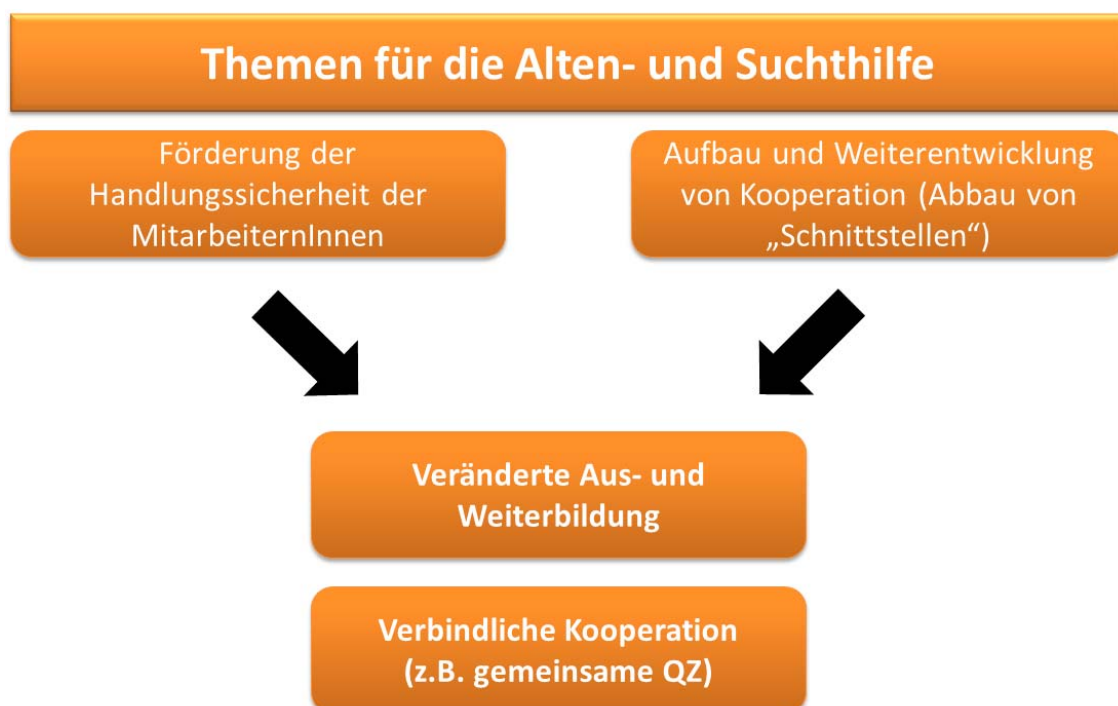 Themen für die Alten- und Suchthilfe
Förderung der
Handlungssicherheit der
MitarbeiternInnen
Aufbau und Weiterentwicklung
von Kooperation (Abbau von
„Schnittstellen“)
Veränderte Aus- und
Weiterbildung
Verbindliche Kooperation
(z.B. gemeinsame QZ)